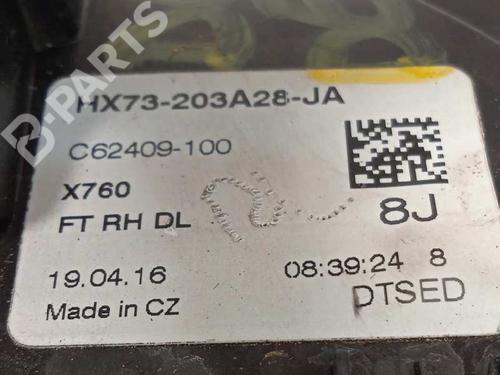 B-PARTS
HX73-203A28-JA
C62409-100
X760
FT RH DL
8J
19.04.16
08:39:24 8
Made in CZ
DTSED